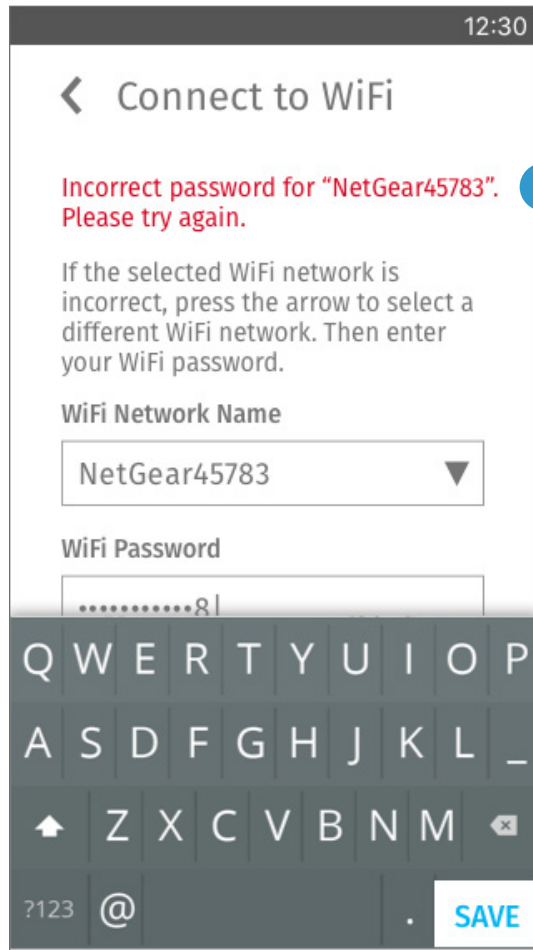 12:30
Connect to WiFi
Incorrect password for “NetGear45783”.
Please try again.
If the selected WiFi network is
incorrect, press the arrow to select a
different WiFi network. Then enter
your WiFi password.
WiFi Network Name
NetGear45783
WiFi Password
•••••••••••8|
Q W E R T Y U I O P
A S D F G H J K L _
Z X C V B N M
?123 @ . SAVE